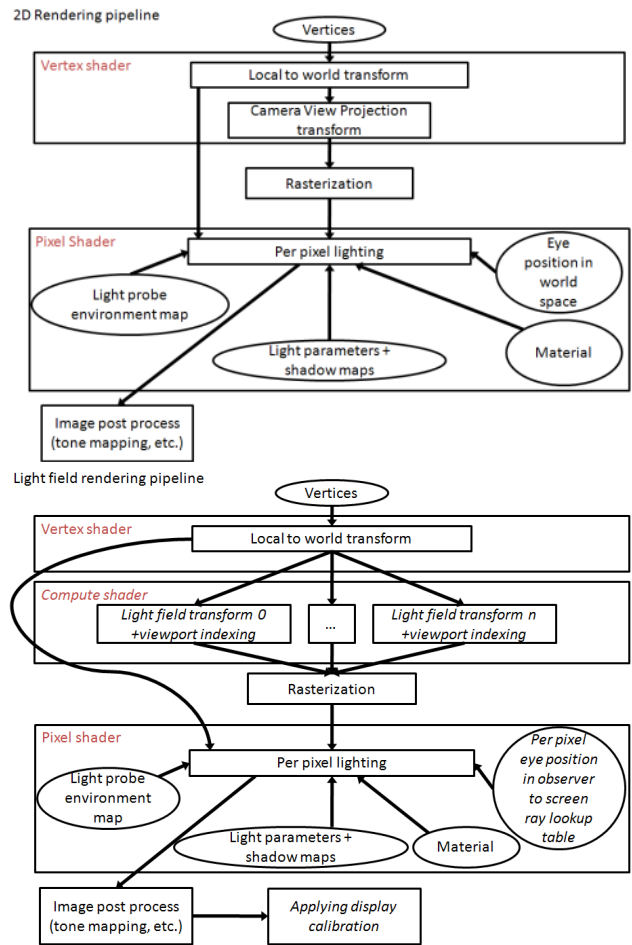 2D Rendering pipeline
Vertices
Vertex shader
Local to world transform
Camera View Projection
transform
Rasterization
Pixel Shader
Per pixel lighting
Eye
position in
world
space
Light probe
environment map
Light parameters +
shadow maps
Material
Image post process
(tone mapping, etc.)
Light field rendering pipeline
Vertices
Vertex shader
Local to world transform
Compute shader
Light field transform 0
+viewport indexing
...
Light field transform n
+viewport indexing
Rasterization
Pixel shader
Per pixel lighting
Per pixel
eye position
in observer
to screen
ray lookup
table
Light probe
environment
map
Light parameters +
shadow maps
Material
Image post process
(tone mapping, etc.)
Applying display
calibration